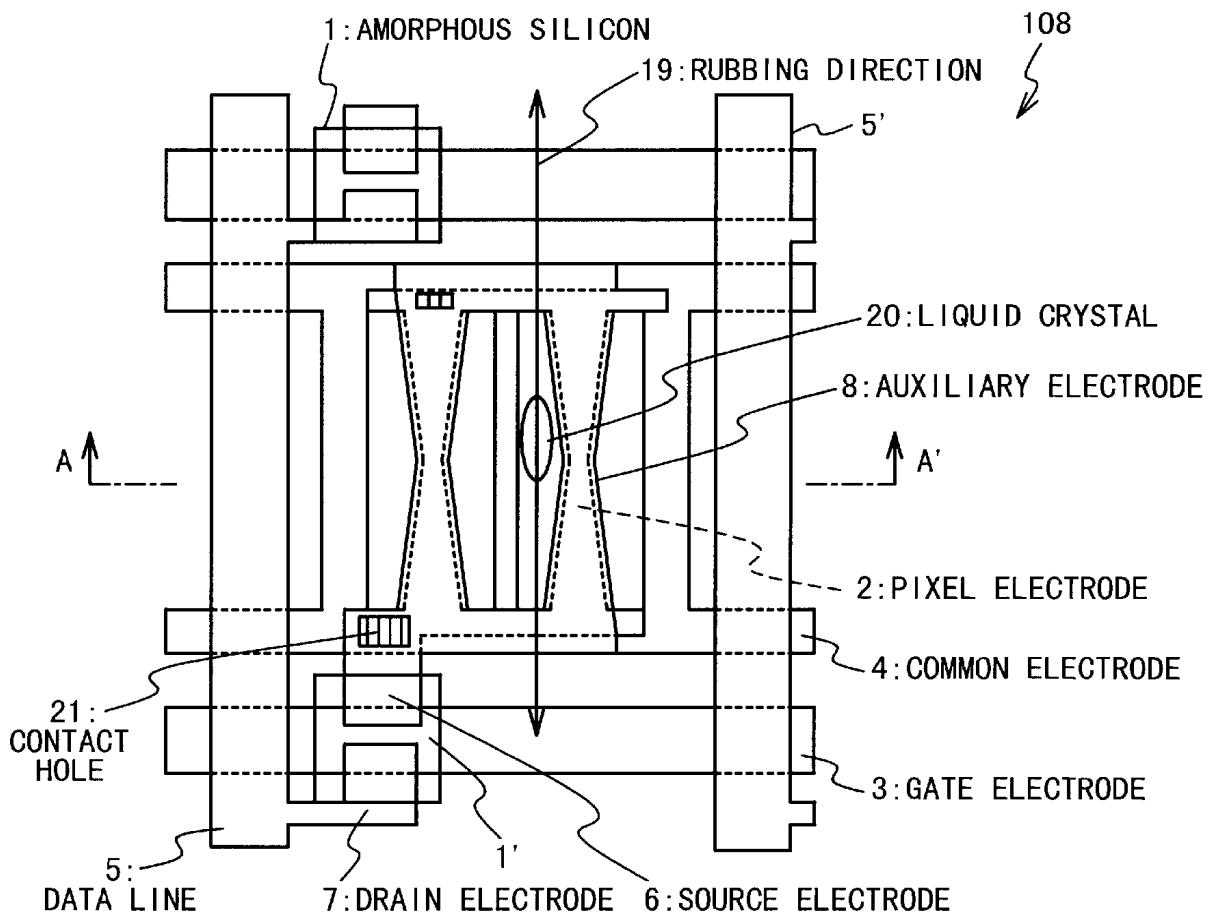 1:AMORPHOUS SILICON
108
19:RUBBING DIRECTION
5'
20:LIQUID CRYSTAL
8:AUXILIARY ELECTRODE
A
A'
2:PIXEL ELECTRODE
4:COMMON ELECTRODE
21:
CONTACT
HOLE
3:GATE ELECTRODE
1'
5:
DATA LINE
7:DRAIN ELECTRODE
6:SOURCE ELECTRODE